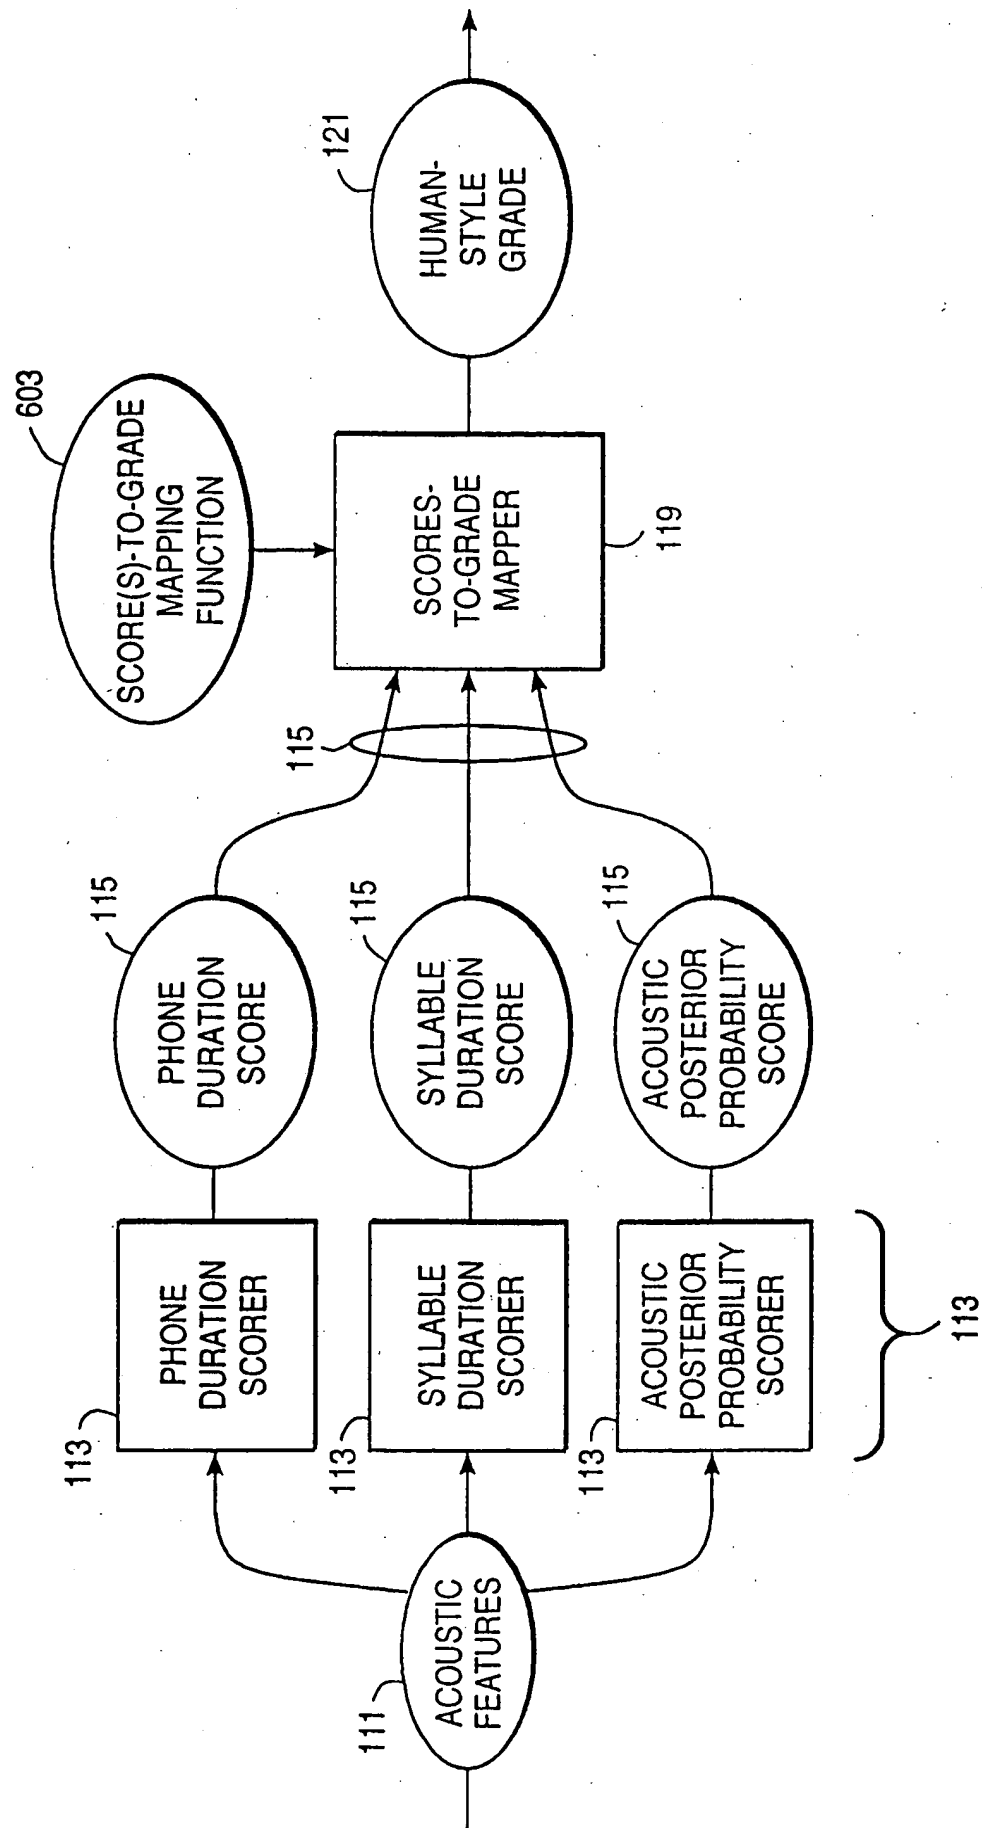 111
ACOUSTIC
FEATURES
113
PHONE
DURATION
SCORER
113
SYLLABLE
DURATION
SCORER
113
ACOUSTIC
POSTERIOR
PROBABILITY
SCORER
113
115
PHONE
DURATION
SCORE
115
SYLLABLE
DURATION
SCORE
115
ACOUSTIC
POSTERIOR
PROBABILITY
SCORE
115
603
SCORE(S)-TO-GRADE
MAPPING
FUNCTION
SCORES-
TO-GRADE
MAPPER
119
121
HUMAN-
STYLE
GRADE